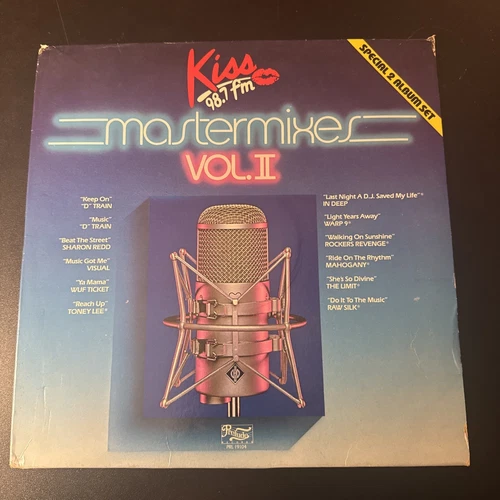 Kiss
98.7 fm
SPECIAL 2 ALBUM SET
mastermixes
VOL. II
"Keep On"
"D" TRAIN
"Music"
"D" TRAIN
"Beat The Street"
SHARON REDD
"Music Got Me"
VISUAL
"Ya Mama"
WUF TICKET
"Reach Up"
TONEY LEE*
"Last Night A D.J. Saved My Life"*
IN DEEP
"Light Years Away"
WARP 9*
"Walking On Sunshine"
ROCKERS REVENGE*
"Ride On The Rhythm"
MAHOGANY*
"She's So Divine"
THE LIMIT*
"Do It To The Music"
RAW SILK*
Prelude